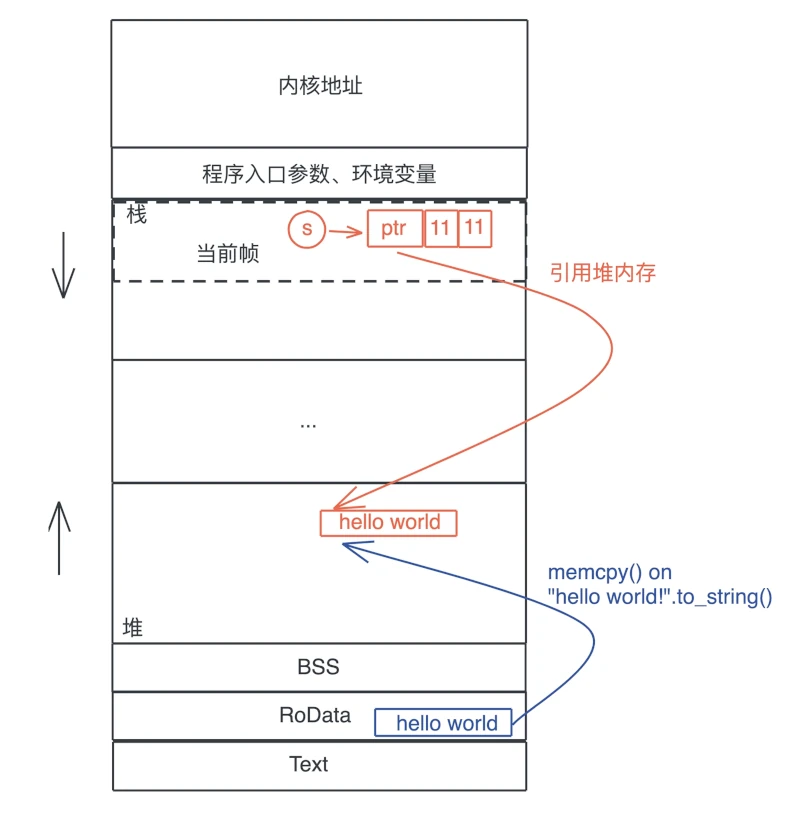 内核地址
程序入口参数、环境变量
栈
s
ptr
11
11
当前帧
引用堆内存
...
hello world
memcpy() on
"hello world!".to_string()
堆
BSS
RoData
hello world
Text